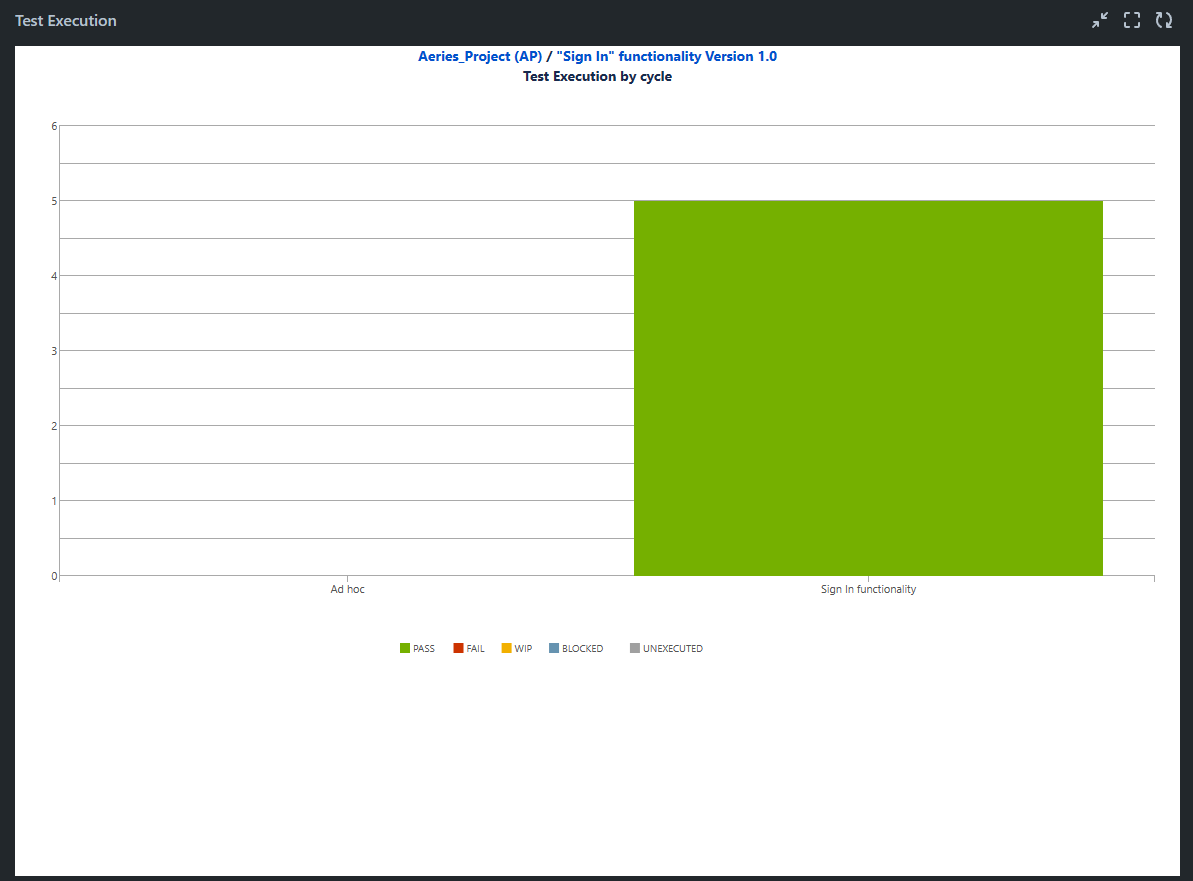 Test Execution
Aeries_Project (AP) / "Sign In" functionality Version 1.0
Test Execution by cycle
6
5
4
3
2
1
0
Ad hoc Sign In functionality
PASS FAIL WIP BLOCKED UNEXECUTED